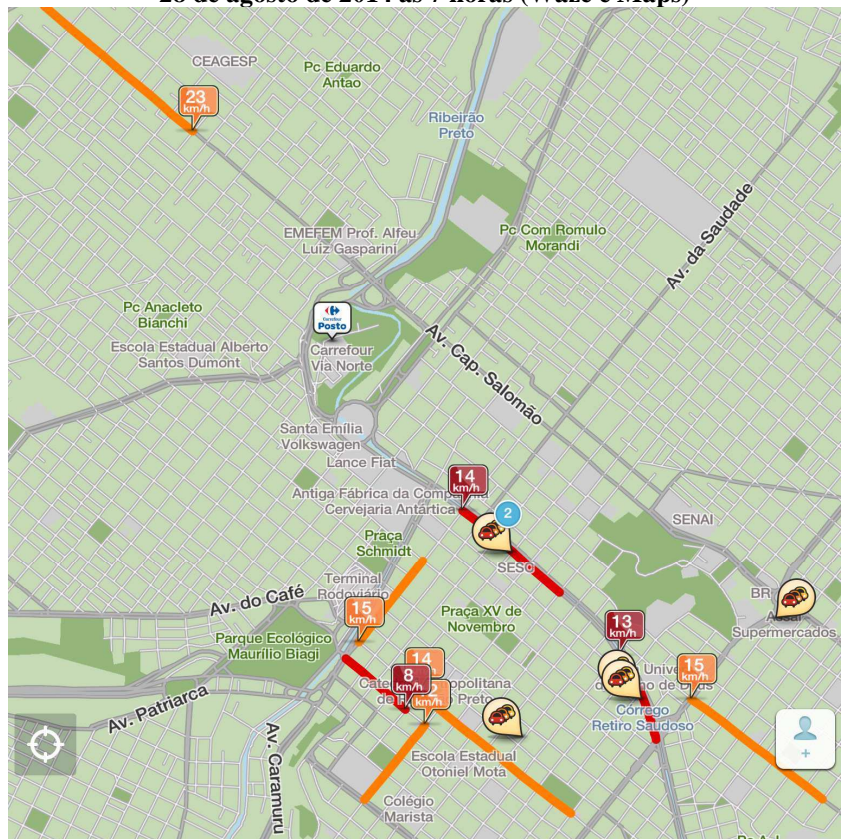 28 de agosto de 2014 às 7 horas (Waze e Maps)
CEAGESP
Pc Eduardo
Antao
23
km/h
Ribeirão
Preto
Av. da Saudade
EMEFEM Prof. Alfeu
Luiz Gasparini
Pc Com Romulo
Morandi
Pc Anacleto
Bianchi
Carrefour
Posto
Escola Estadual Alberto
Santos Dumont
Carrefour
Via Norte
Av. Cap. Salomão
Santa Emília
Volkswagen
Lance Fiat
14
km/h
Antiga Fábrica da
Cervejaria Antártica
2
SENAI
Praça
Schmidt
SESC
Terminal
Rodoviário
Av. do Café
BR
15
km/h
Praça XV de
Novembro
Supermercados
13
km/h
Parque Ecológico
Maurílio Biagi
14
8
km/h
15
km/h
Av. Patriarca
Córrego
Retiro Saudoso
Av. Caramuru
Escola Estadual
Otoniel Mota
+
Colégio
Marista